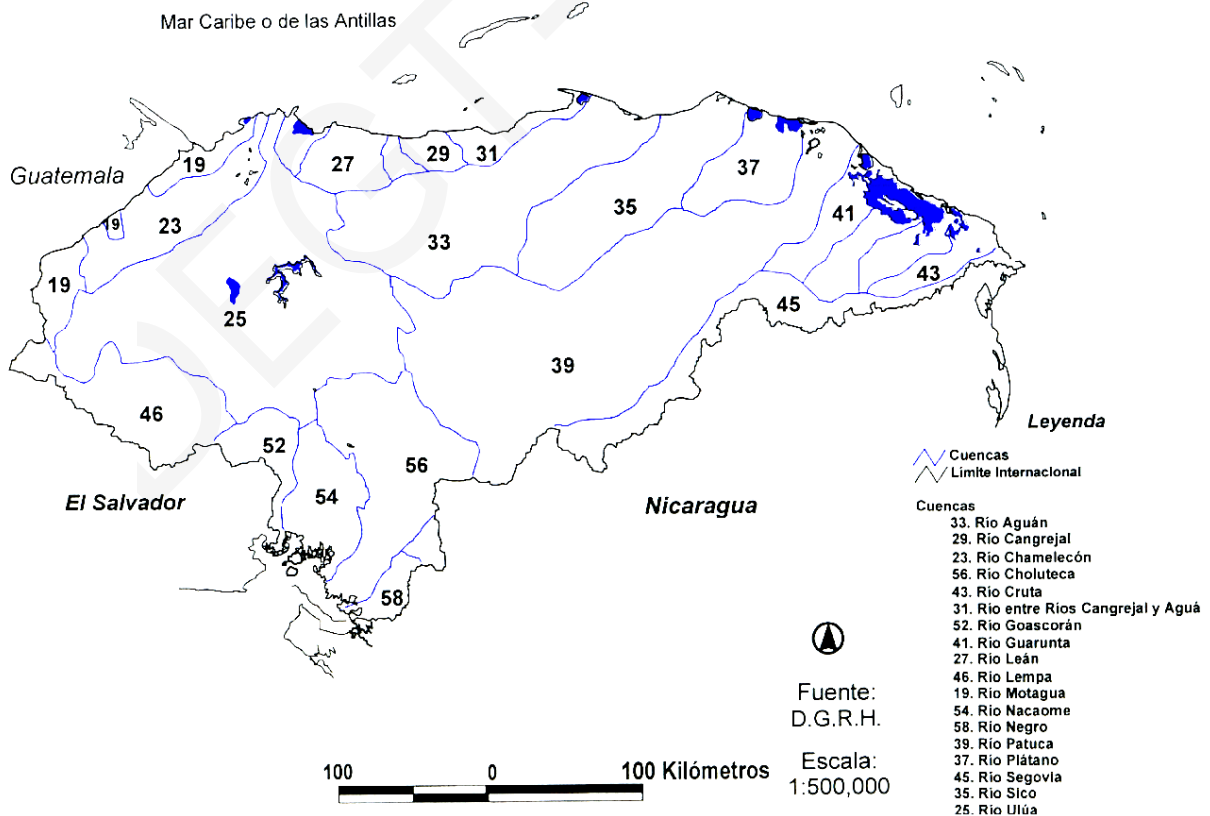 Mar Caribe o de las Antillas
Guatemala
19
27
29
31
37
23
19
35
41
33
19
43
45
25
39
46
52
56
54
58
El Salvador
Nicaragua
Leyenda
Cuencas
Limite Internacional
Cuencas
33. Río Aguán
29. Río Cangrejal
23. Río Chamelecón
56. Río Choluteca
43. Río Cruta
31. Río entre Ríos Cangrejal y Aguá
52. Río Goascorán
41. Río Guarunta
27. Río Leán
46. Río Lempa
19. Río Motagua
54. Río Nacaome
58. Río Negro
39. Río Patuca
37. Río Plátano
45. Río Segovia
35. Río Sico
25. Río Ulúa
Fuente:
D.G.R.H.
Escala:
1:500,000
100 0 100 Kilómetros